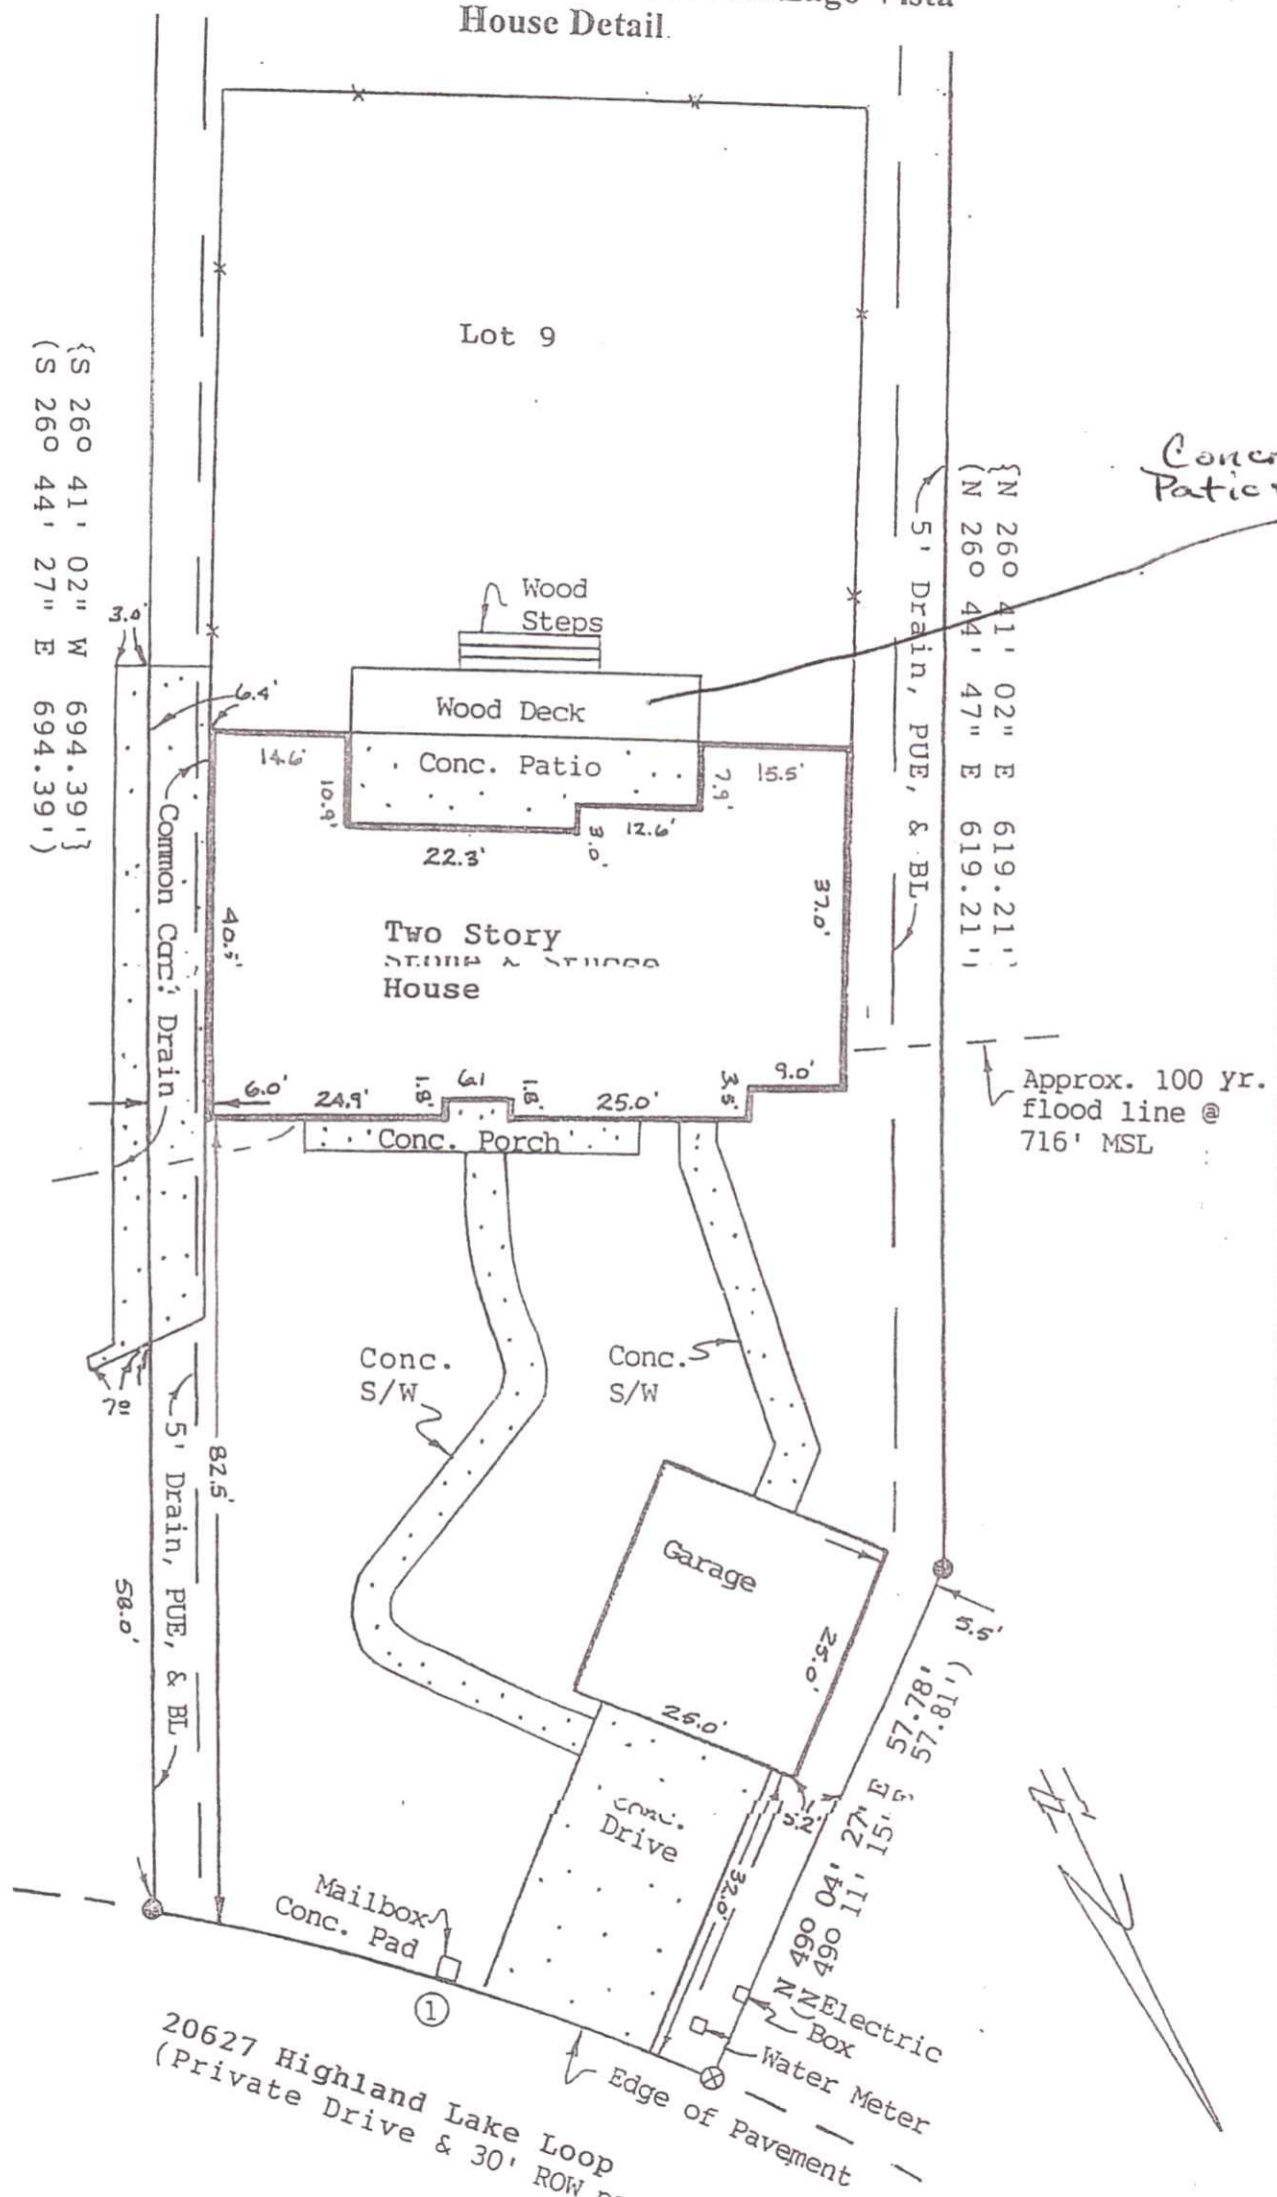 Vista
House Detail
Lot 9
{S 26° 41' 02" W 694.39'}
(S 26° 44' 27" E 694.39')
{N 26° 41' 02" E 619.21'
(N 26° 44' 47" E 619.21')
5' Drain, PUE, & BL
Wood
Steps
3.0'
6.4'
Wood Deck
Conc. Patio
14.6'
10.9'
22.3'
3.0'
12.6'
7.9'
15.5'
Common Conc. Drain
40.5'
37.0'
Two Story
House
6.0'
24.9'
1.8'
6.1
1.8'
25.0'
3.5'
9.0'
Conc. Porch
Approx. 100 yr.
flood line @
716' MSL
Conc.
S/W
Conc.
S/W
82.5'
5' Drain, PUE, & BL
58.0'
Garage
25.0'
5.5'
5.2'
Conc.
Drive
32.0'
N 49° 04' 27" E 57.78'
(N 49° 11' 15" E 57.81')
Mailbox
Conc. Pad
1
Electric
Box
Water Meter
Edge of Pavement
20627 Highland Lake Loop
(Private Drive & 30' ROW